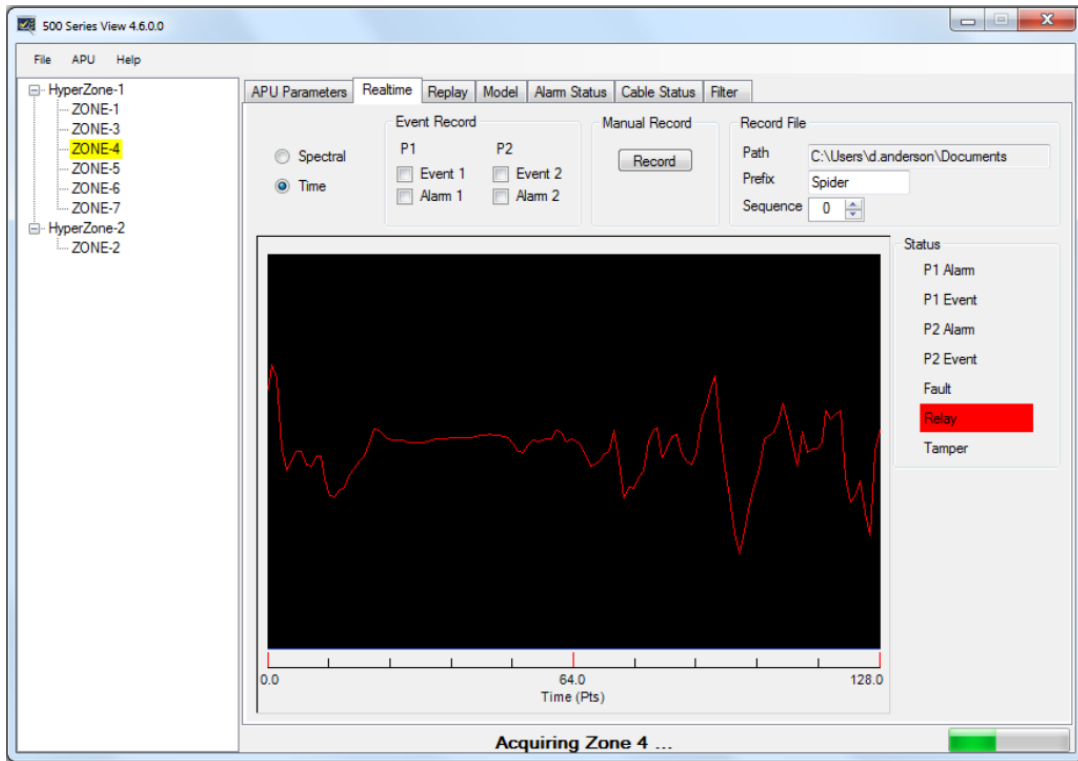 500 Series View 4.6.0.0
File APU Help
HyperZone-1
ZONE-1
ZONE-3
ZONE-4
ZONE-5
ZONE-6
ZONE-7
HyperZone-2
ZONE-2
APU Parameters Realtime Replay Model Alarm Status Cable Status Filter
Spectral
Time
Event Record
P1 P2
Event 1 Event 2
Alarm 1 Alarm 2
Manual Record
Record
Record File
Path C:\Users\d.anderson\Documents
Prefix Spider
Sequence 0
Status
P1 Alarm
P1 Event
P2 Alarm
P2 Event
Fault
Relay
Tamper
0.0 64.0 128.0
Time (Pts)
Acquiring Zone 4 ...